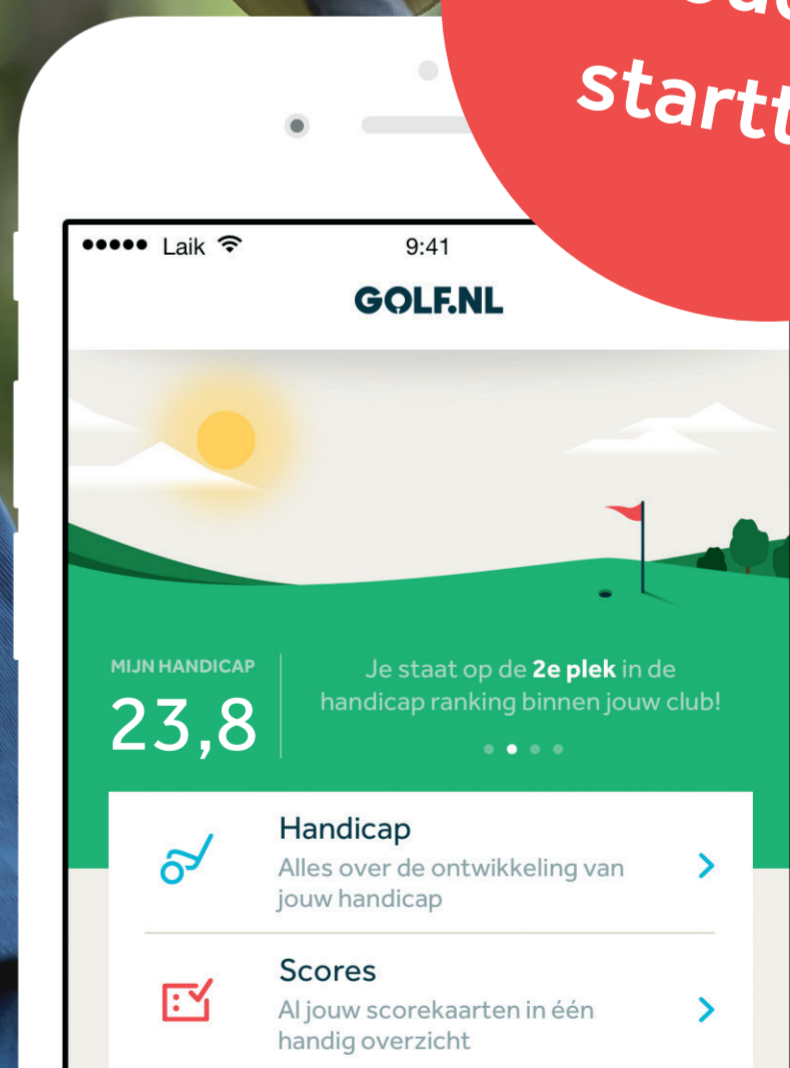 Laik
9:41
GOLF.NL
MIJN HANDICAP
23,8
Je staat op de 2e plek in de
handicap ranking binnen jouw club!
Handicap
Alles over de ontwikkeling van
jouw handicap
Scores
Al jouw scorekaarten in één
handig overzicht